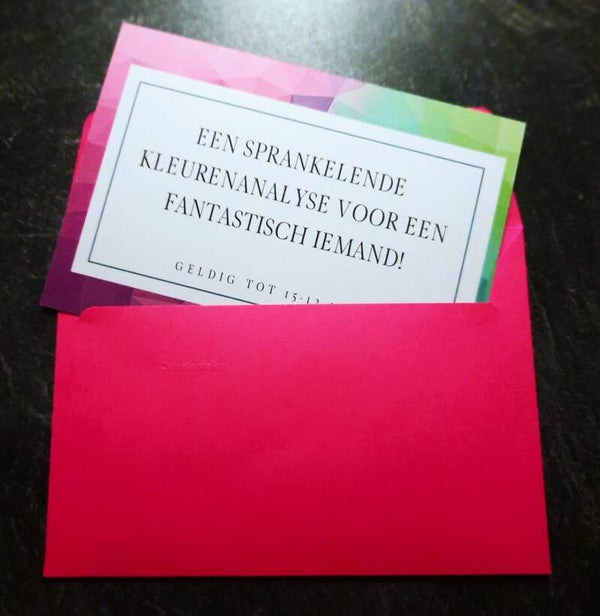 EEN SPRANKELENDE
KLEURENANALYSE VOOR EEN
FANTASTISCH IEMAND!
GELDIG TOT